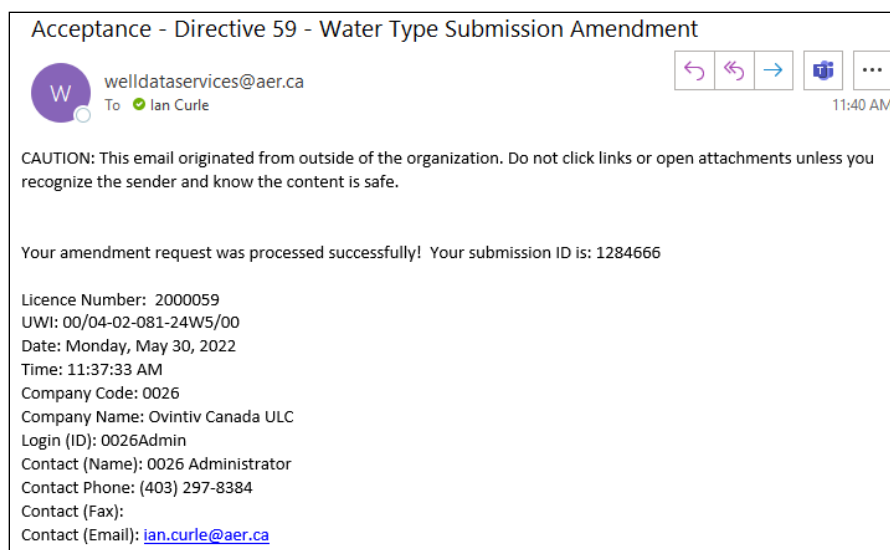 Acceptance - Directive 59 - Water Type Submission Amendment
W
welldataservices@aer.ca
To Ian Curle
11:40 AM
CAUTION: This email originated from outside of the organization. Do not click links or open attachments unless you
recognize the sender and know the content is safe.
Your amendment request was processed successfully! Your submission ID is: 1284666
Licence Number: 2000059
UWI: 00/04-02-081-24W5/00
Date: Monday, May 30, 2022
Time: 11:37:33 AM
Company Code: 0026
Company Name: Ovintiv Canada ULC
Login (ID): 0026Admin
Contact (Name): 0026 Administrator
Contact Phone: (403) 297-8384
Contact (Fax):
Contact (Email): ian.curle@aer.ca